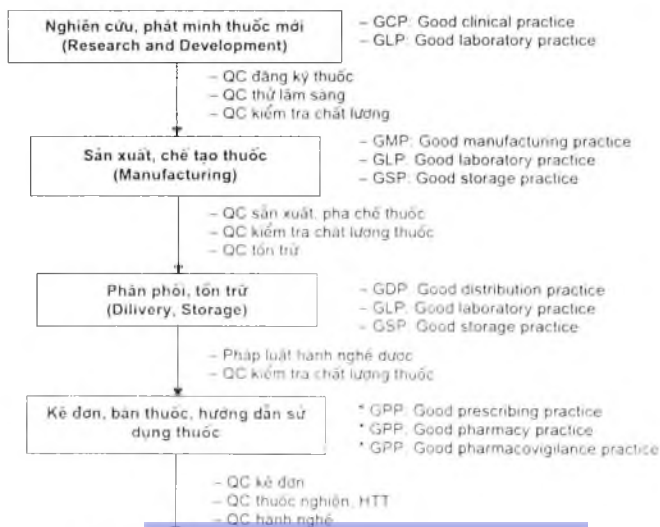 Nghiên cứu, phát minh thuốc mới
(Research and Development)
– GCP: Good clinical practice
– GLP: Good laboratory practice
– QC đăng ký thuốc
– QC thử lâm sàng
– QC kiểm tra chất lượng
Sản xuất, chế tạo thuốc
(Manufacturing)
– GMP: Good manufacturing practice
– GLP: Good laboratory practice
– GSP: Good storage practice
– QC sản xuất, pha chế thuốc
– QC kiểm tra chất lượng thuốc
– QC tồn trữ
Phân phối, tồn trữ
(Dilivery, Storage)
– GDP: Good distribution practice
– GLP: Good laboratory practice
– GSP: Good storage practice
– Pháp luật hành nghề dược
– QC kiểm tra chất lượng thuốc
Kê đơn, bán thuốc, hướng dẫn sử
dụng thuốc
* GPP: Good prescribing practice
* GPP: Good pharmacy practice
* GPP: Good pharmacovigilance practice
– QC kê đơn
– QC thuốc nghiện, HTT
– QC hành nghề